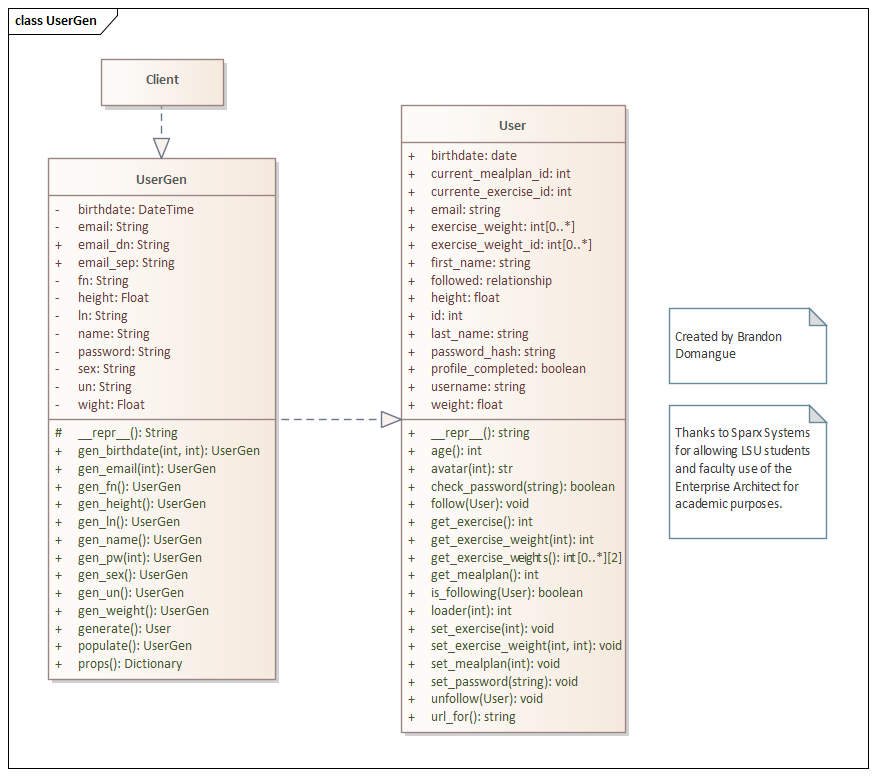 class UserGen
Client
UserGen
- birthdate: DateTime
- email: String
+ email_dn: String
+ email_sep: String
- fn: String
- height: Float
- ln: String
- name: String
- password: String
- sex: String
- un: String
- wight: Float
# __repr__(): String
+ gen_birthdate(int, int): UserGen
+ gen_email(int): UserGen
+ gen_fn(): UserGen
+ gen_height(): UserGen
+ gen_ln(): UserGen
+ gen_name(): UserGen
+ gen_pw(int): UserGen
+ gen_sex(): UserGen
+ gen_un(): UserGen
+ gen_weight(): UserGen
+ generate(): User
+ populate(): UserGen
+ props(): Dictionary
User
+ birthdate: date
+ current_mealplan_id: int
+ currente_exercise_id: int
+ email: string
+ exercise_weight: int[0..*]
+ exercise_weight_id: int[0..*]
+ first_name: string
+ followed: relationship
+ height: float
+ id: int
+ last_name: string
+ password_hash: string
+ profile_completed: boolean
+ username: string
+ weight: float
+ __repr__(): string
+ age(): int
+ avatar(int): str
+ check_password(string): boolean
+ follow(User): void
+ get_exercise(): int
+ get_exercise_weight(int): int
+ get_exercise_weights(): int[0..*][2]
+ get_mealplan(): int
+ is_following(User): boolean
+ loader(int): int
+ set_exercise(int): void
+ set_exercise_weight(int, int): void
+ set_mealplan(int): void
+ set_password(string): void
+ unfollow(User): void
+ url_for(): string
Created by Brandon
Domangue
Thanks to Sparx Systems
for allowing LSU students
and faculty use of the
Enterprise Architect for
academic purposes.